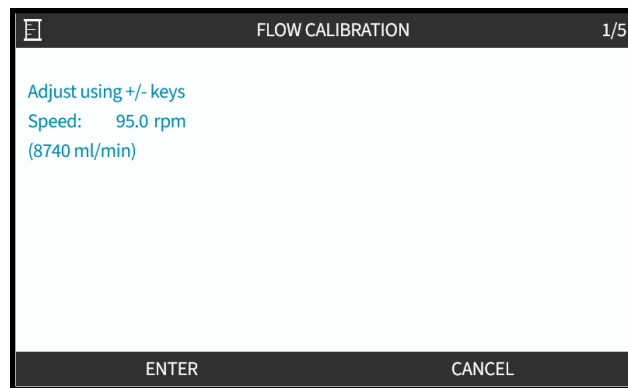 FLOW CALIBRATION 1/5
Adjust using +/- keys
Speed: 95.0 rpm
(8740 ml/min)
ENTER CANCEL